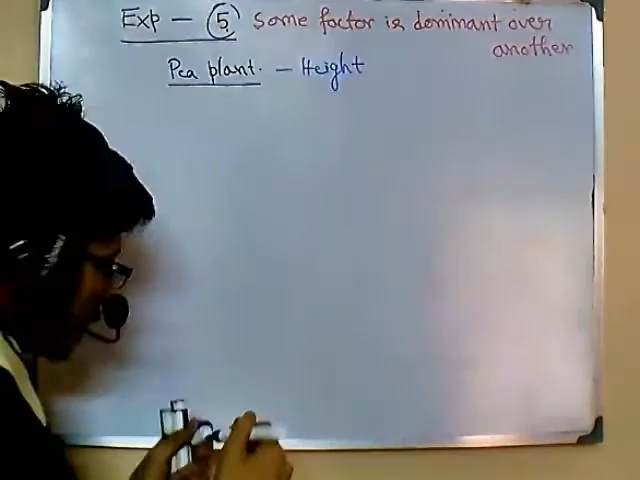 Exp - 5 Some factor is dominant over
another
Pea plant. - Height